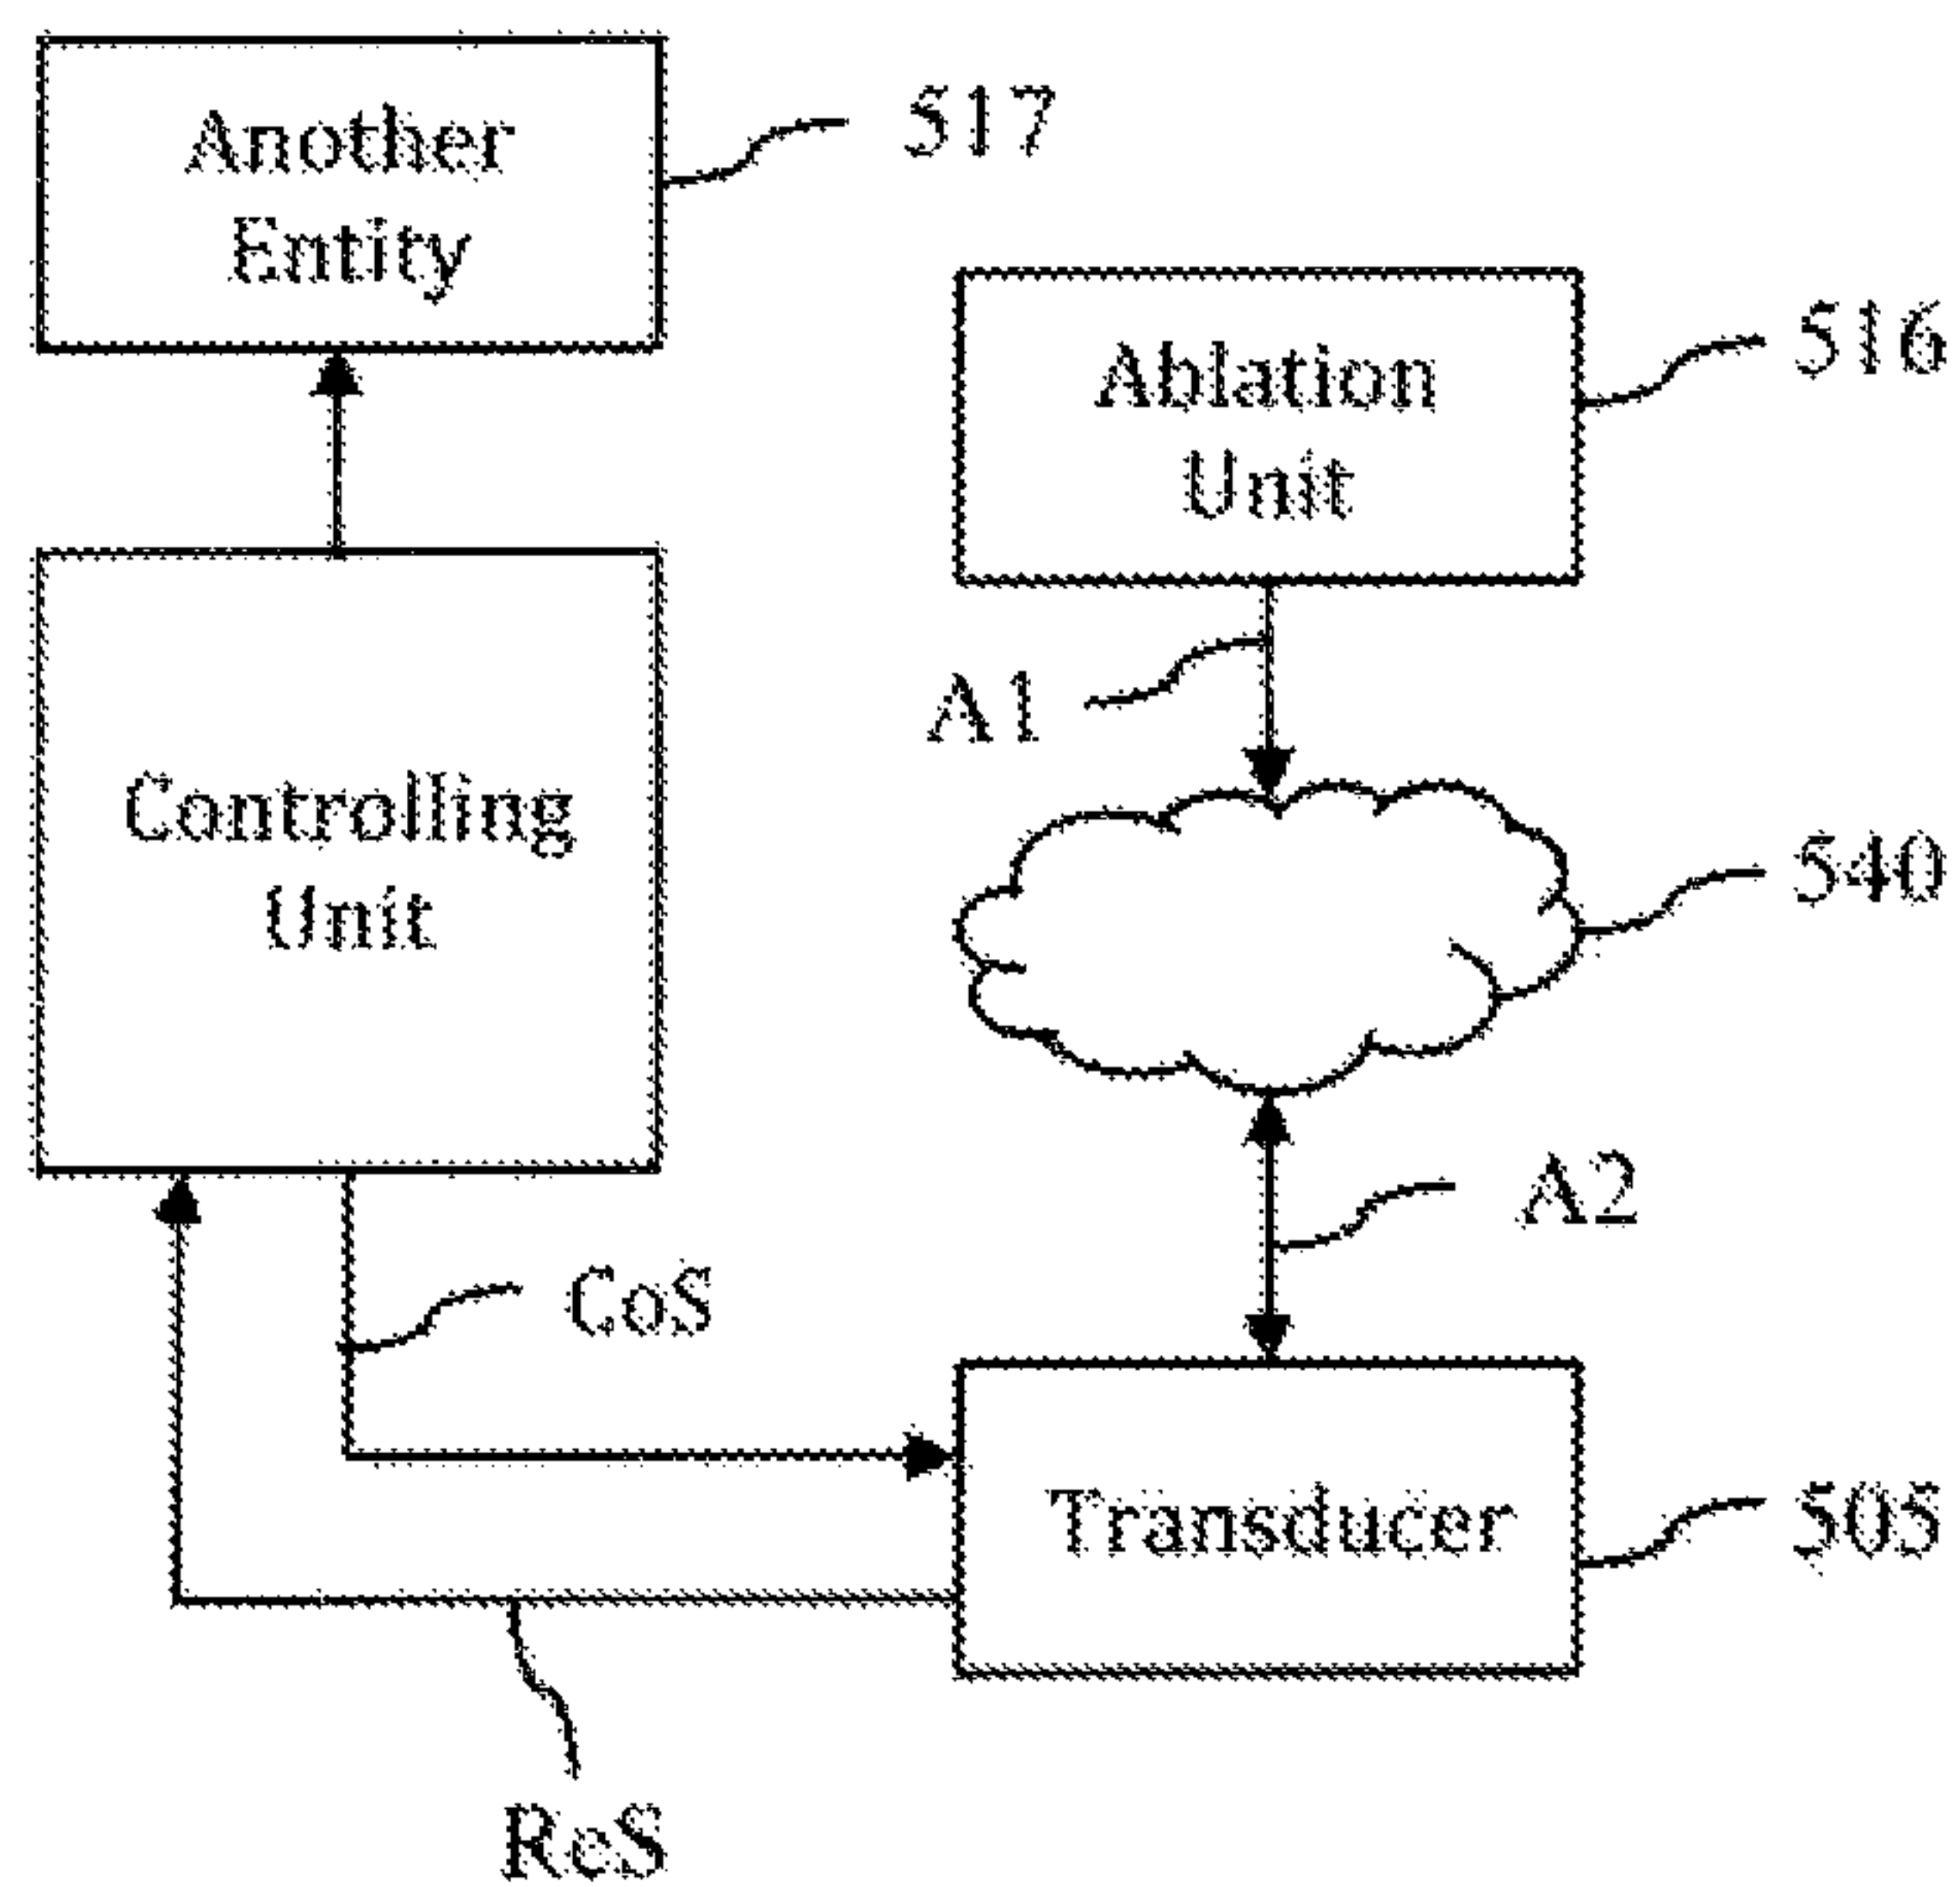 Another
Entity
517
Ablation
Unit
516
A1
Controlling
Unit
540
A2
CoS
Transducer
505
ReS